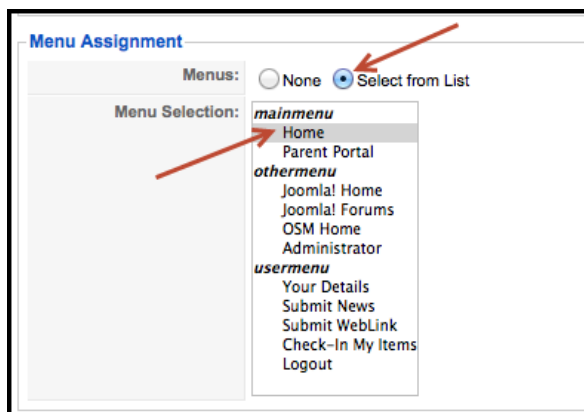 Menu Assignment
Menus: None Select from List
Menu Selection: mainmenu
Home
Parent Portal
othermenu
Joomla! Home
Joomla! Forums
OSM Home
Administrator
usermenu
Your Details
Submit News
Submit WebLink
Check-In My Items
Logout